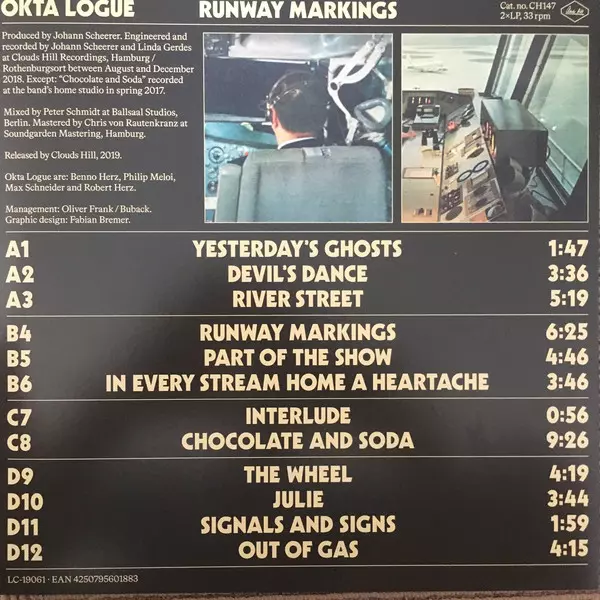 OKTA LOGUE
RUNWAY MARKINGS
Cat. no. CH147
2×LP, 33 rpm
Produced by Johann Scheerer. Engineered and
recorded by Johann Scheerer and Linda Gerdes
at Clouds Hill Recordings, Hamburg /
Rothenburgsort between August and December
2018. Except: “Chocolate and Soda” recorded
at the band's home studio in spring 2017.
Mixed by Peter Schmidt at Ballsaal Studios,
Berlin. Mastered by Chris von Rautenkranz at
Soundgarden Mastering, Hamburg.
Released by Clouds Hill, 2019.
Okta Logue are: Benno Herz, Philip Meloi,
Max Schneider and Robert Herz.
Management: Oliver Frank / Buback.
Graphic design: Fabian Bremer.
A1 YESTERDAY'S GHOSTS 1:47
A2 DEVIL'S DANCE 3:36
A3 RIVER STREET 5:19
B4 RUNWAY MARKINGS 6:25
B5 PART OF THE SHOW 4:46
B6 IN EVERY STREAM HOME A HEARTACHE 3:46
C7 INTERLUDE 0:56
C8 CHOCOLATE AND SODA 9:26
D9 THE WHEEL 4:19
D10 JULIE 3:44
D11 SIGNALS AND SIGNS 1:59
D12 OUT OF GAS 4:15
LC-19061 · EAN 4250795601883